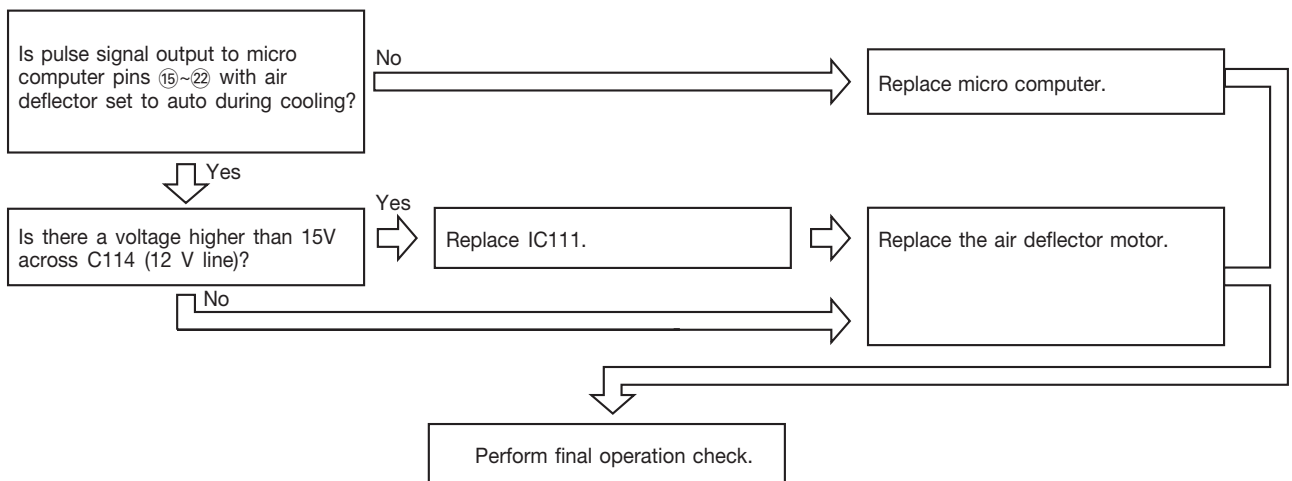 Is pulse signal output to micro
computer pins ⑮~㉒ with air
deflector set to auto during cooling?
No
Replace micro computer.
Yes
Is there a voltage higher than 15V
across C114 (12 V line)?
Yes
Replace IC111.
Replace the air deflector motor.
No
Perform final operation check.